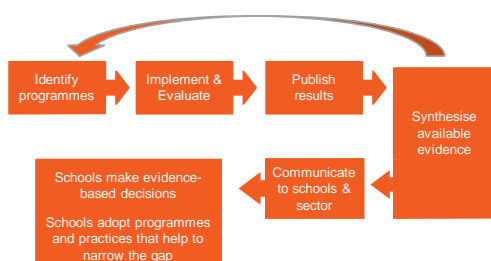 Identify
programmes
Implement &
Evaluate
Publish
results
Synthesise
available
evidence
Communicate
to schools &
sector
Schools make evidence-
based decisions
Schools adopt programmes
and practices that help to
narrow the gap